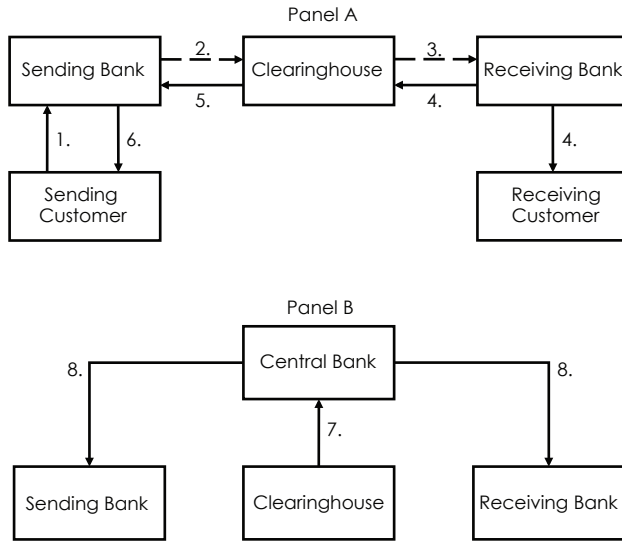 Panel A
2.
3.
Sending Bank
Clearinghouse
Receiving Bank
5.
4.
1.
6.
4.
Sending
Customer
Receiving
Customer
Panel B
Central Bank
8.
8.
7.
Sending Bank
Clearinghouse
Receiving Bank